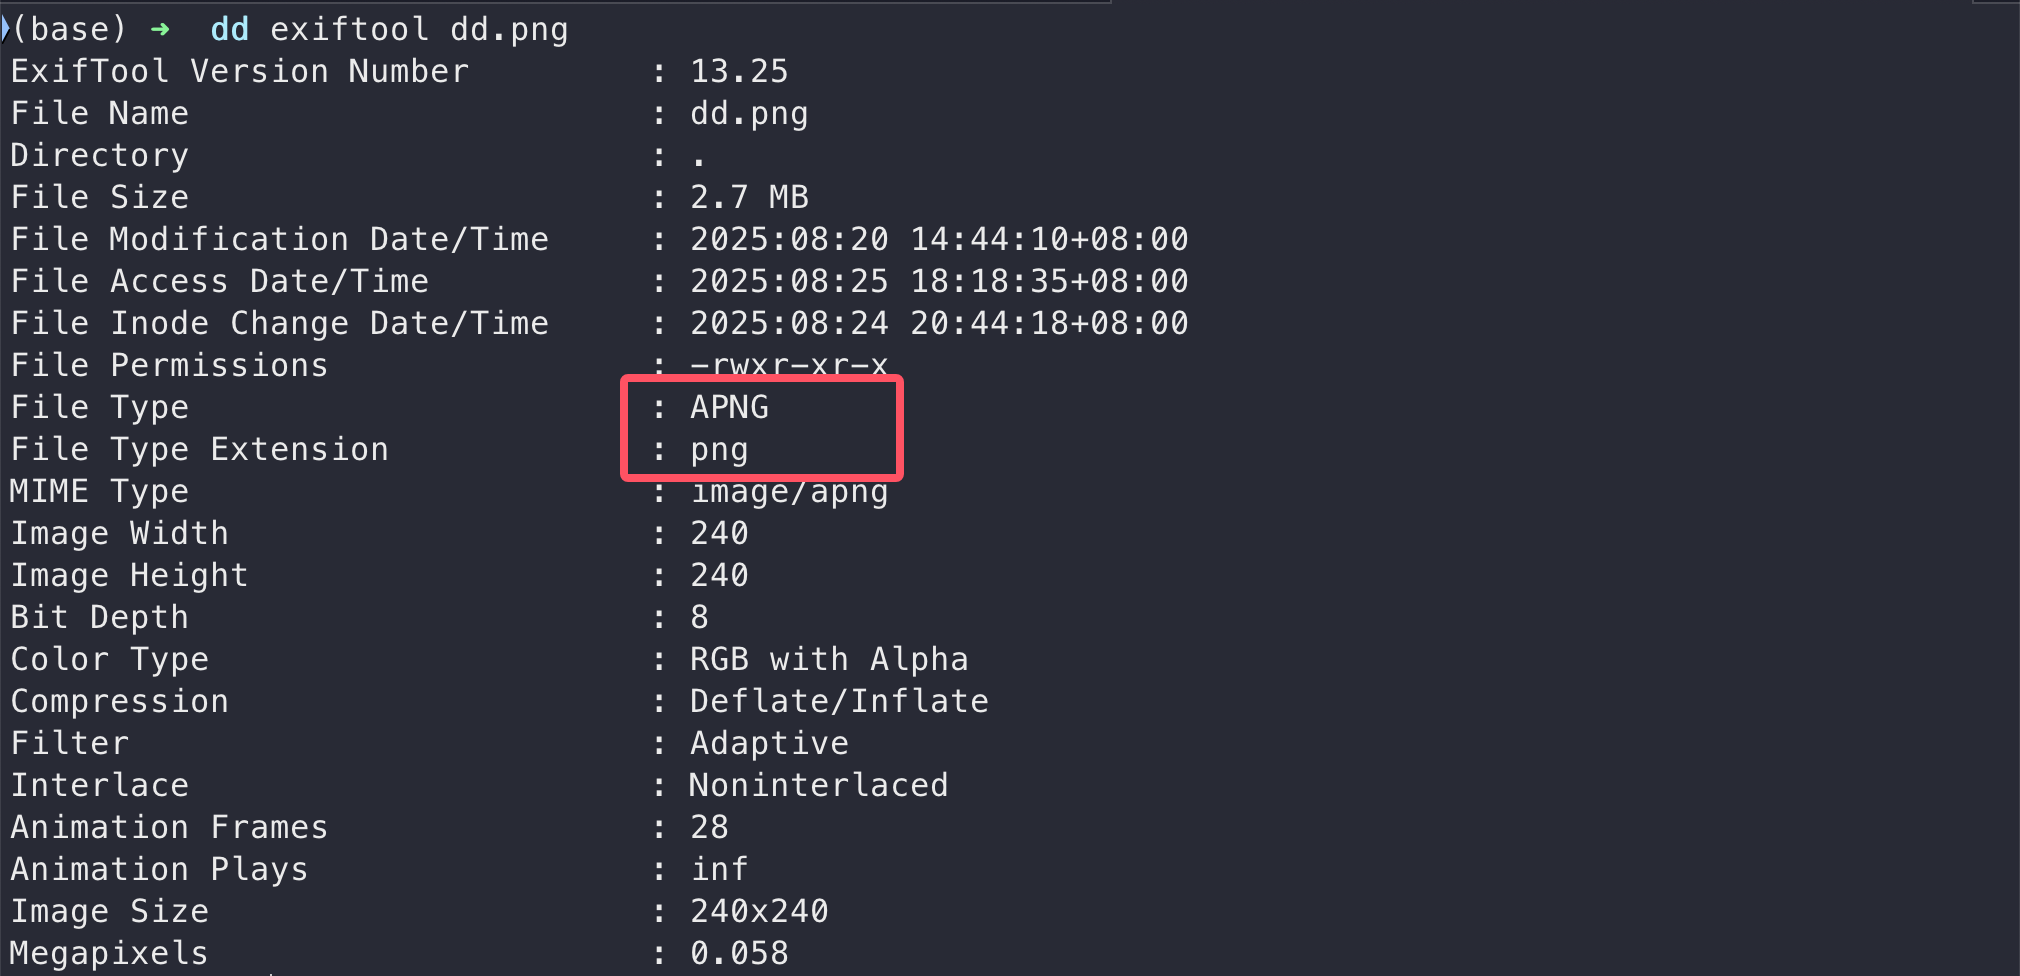 (base) ➜  dd exiftool dd.png
ExifTool Version Number         : 13.25
File Name                       : dd.png
Directory                       : .
File Size                       : 2.7 MB
File Modification Date/Time     : 2025:08:20 14:44:10+08:00
File Access Date/Time           : 2025:08:25 18:18:35+08:00
File Inode Change Date/Time     : 2025:08:24 20:44:18+08:00
File Permissions                : -rwxr-xr-x
File Type                       : APNG
File Type Extension             : png
MIME Type                       : image/apng
Image Width                     : 240
Image Height                    : 240
Bit Depth                       : 8
Color Type                      : RGB with Alpha
Compression                     : Deflate/Inflate
Filter                          : Adaptive
Interlace                       : Noninterlaced
Animation Frames                : 28
Animation Plays                 : inf
Image Size                      : 240x240
Megapixels                      : 0.058